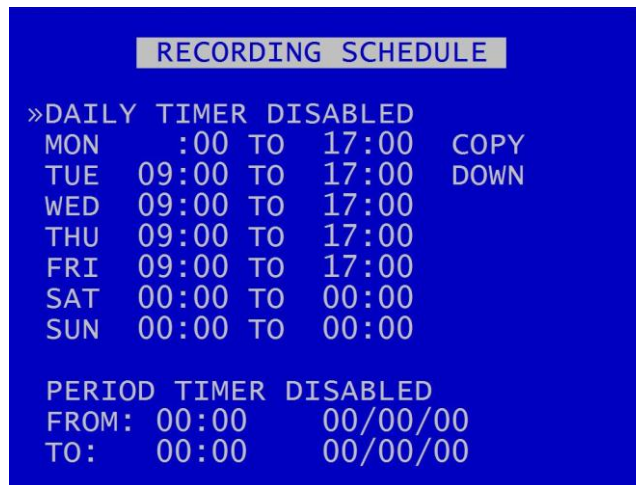 RECORDING SCHEDULE
»DAILY TIMER DISABLED
MON :00 TO 17:00 COPY
TUE 09:00 TO 17:00 DOWN
WED 09:00 TO 17:00
THU 09:00 TO 17:00
FRI 09:00 TO 17:00
SAT 00:00 TO 00:00
SUN 00:00 TO 00:00
PERIOD TIMER DISABLED
FROM: 00:00 00/00/00
TO: 00:00 00/00/00